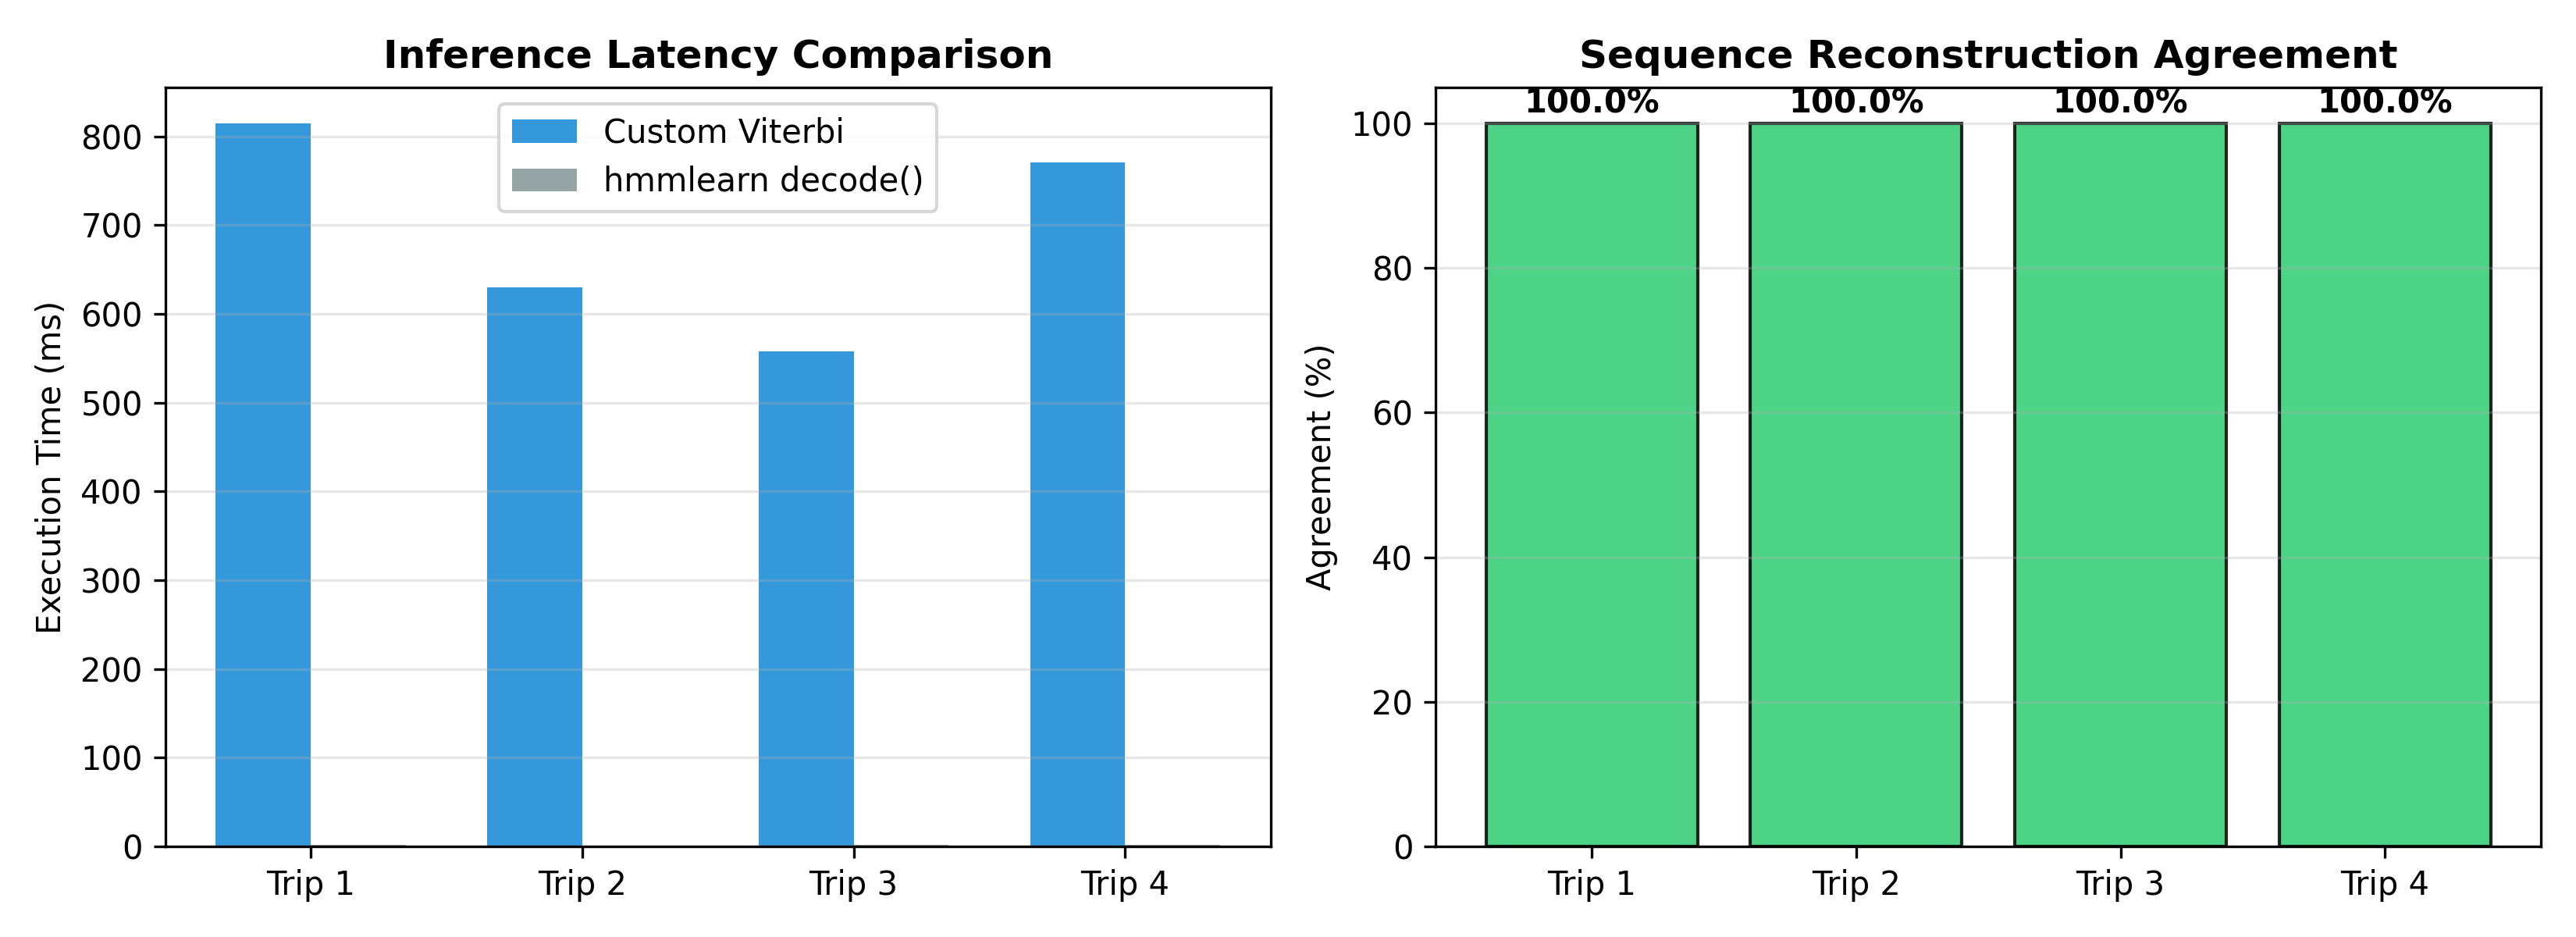 Inference Latency Comparison
Custom Viterbi
hmmlearn decode()
Execution Time (ms)
800
700
600
500
400
300
200
100
0
Trip 1 Trip 2 Trip 3 Trip 4
Sequence Reconstruction Agreement
100.0% 100.0% 100.0% 100.0%
Agreement (%)
100
80
60
40
20
0
Trip 1 Trip 2 Trip 3 Trip 4